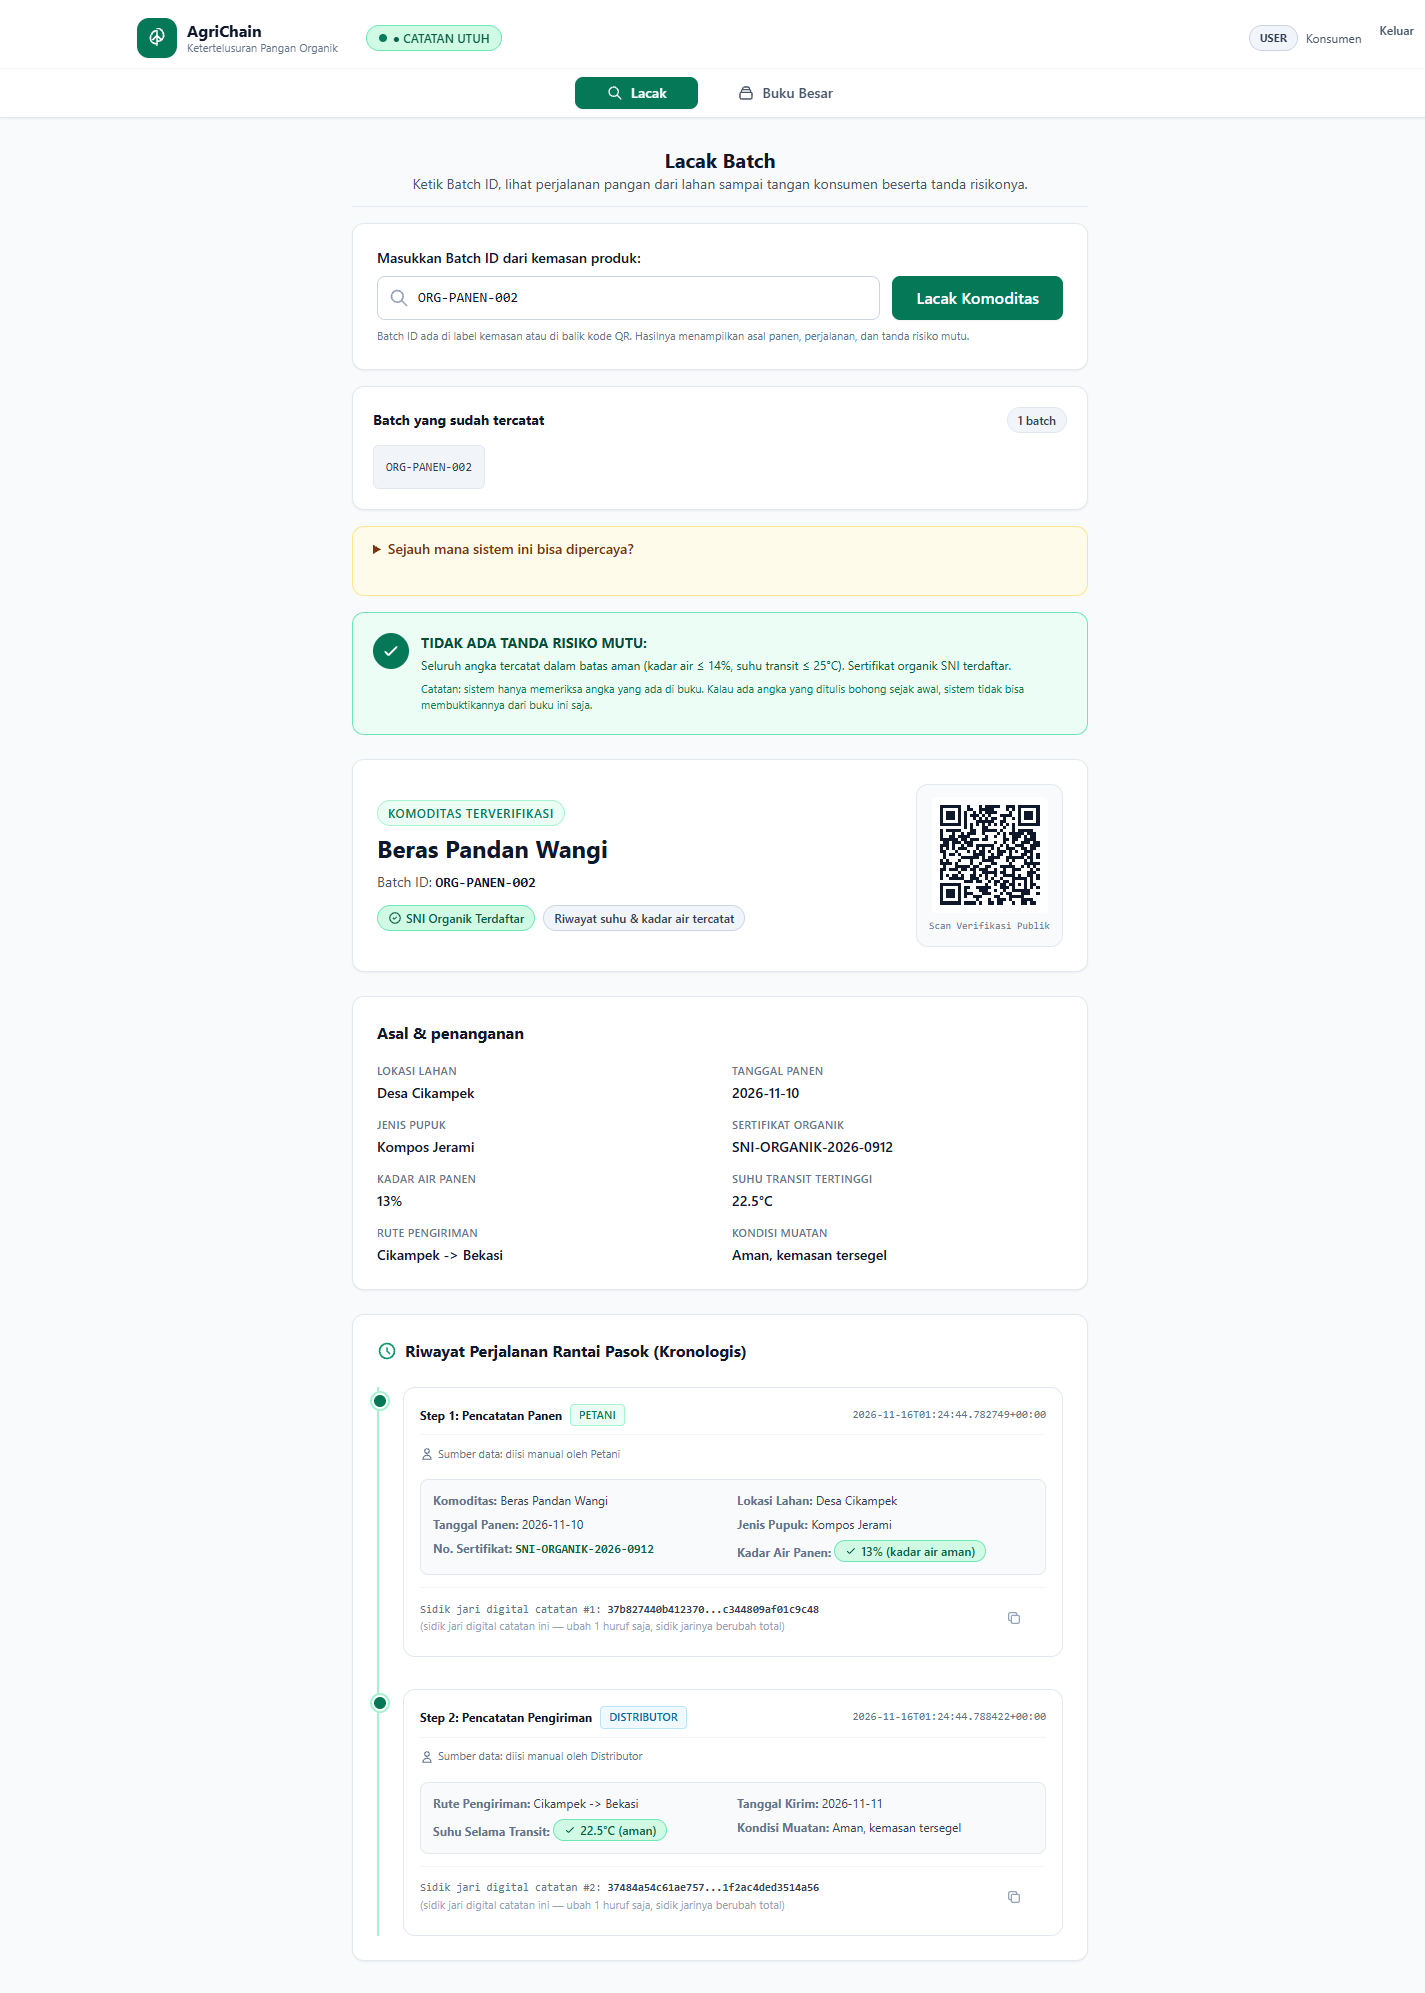 AgriChain
Ketertelusuran Pangan Organik
● CATATAN UTUH
USER
Konsumen
Keluar
Lacak
Buku Besar
Lacak Batch
Ketik Batch ID, lihat perjalanan pangan dari lahan sampai tangan konsumen beserta tanda risikonya.
Masukkan Batch ID dari kemasan produk:
ORG-PANEN-002
Lacak Komoditas
Batch ID ada di label kemasan atau di balik kode QR. Hasilnya menampilkan asal panen, perjalanan, dan tanda risiko mutu.
Batch yang sudah tercatat
1 batch
ORG-PANEN-002
Sejauh mana sistem ini bisa dipercaya?
TIDAK ADA TANDA RISIKO MUTU:
Seluruh angka tercatat dalam batas aman (kadar air ≤ 14%, suhu transit ≤ 25°C). Sertifikat organik SNI terdaftar.
Catatan: sistem hanya memeriksa angka yang ada di buku. Kalau ada angka yang ditulis bohong sejak awal, sistem tidak bisa
membuktikannya dari buku ini saja.
KOMODITAS TERVERIFIKASI
Beras Pandan Wangi
Batch ID: ORG-PANEN-002
SNI Organik Terdaftar
Riwayat suhu & kadar air tercatat
Scan Verifikasi Publik
Asal & penanganan
LOKASI LAHAN
Desa Cikampek
TANGGAL PANEN
2026-11-10
JENIS PUPUK
Kompos Jerami
SERTIFIKAT ORGANIK
SNI-ORGANIK-2026-0912
KADAR AIR PANEN
13%
SUHU TRANSIT TERTINGGI
22.5°C
RUTE PENGIRIMAN
Cikampek -> Bekasi
KONDISI MUATAN
Aman, kemasan tersegel
Riwayat Perjalanan Rantai Pasok (Kronologis)
Step 1: Pencatatan Panen
PETANI
2026-11-16T01:24:44.782749+00:00
Sumber data: diisi manual oleh Petani
Komoditas: Beras Pandan Wangi
Lokasi Lahan: Desa Cikampek
Tanggal Panen: 2026-11-10
Jenis Pupuk: Kompos Jerami
No. Sertifikat: SNI-ORGANIK-2026-0912
Kadar Air Panen: 13% (kadar air aman)
Sidik jari digital catatan #1: 37b827440b412370...c344809af01c9c48
(sidik jari digital catatan ini — ubah 1 huruf saja, sidik jarinya berubah total)
Step 2: Pencatatan Pengiriman
DISTRIBUTOR
2026-11-16T01:24:44.788422+00:00
Sumber data: diisi manual oleh Distributor
Rute Pengiriman: Cikampek -> Bekasi
Tanggal Kirim: 2026-11-11
Suhu Selama Transit: 22.5°C (aman)
Kondisi Muatan: Aman, kemasan tersegel
Sidik jari digital catatan #2: 37484a54c61ae757...1f2ac4ded3514a56
(sidik jari digital catatan ini — ubah 1 huruf saja, sidik jarinya berubah total)